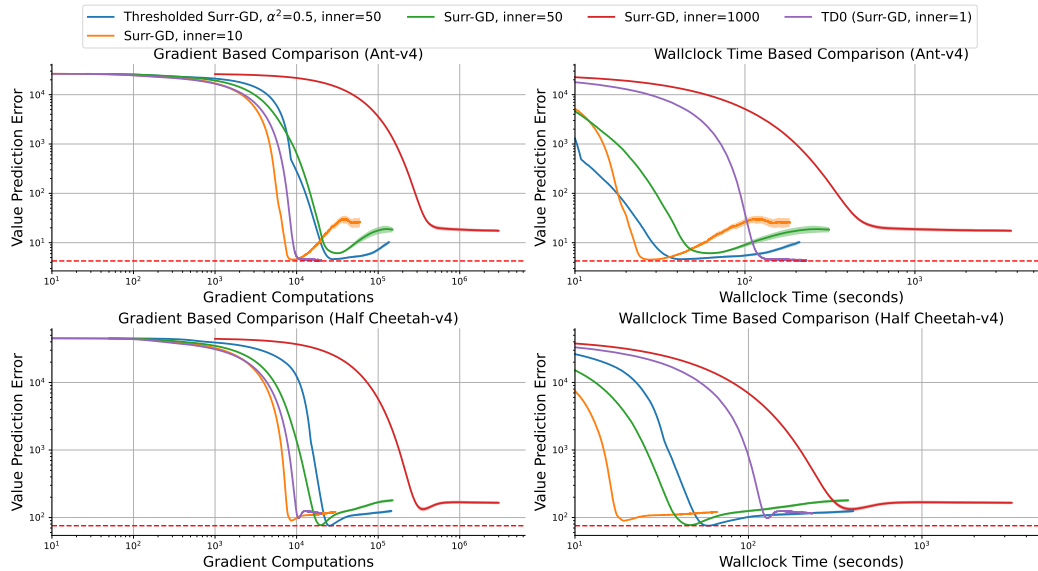 Thresholded Surr-GD, α²=0.5, inner=50
Surr-GD, inner=10
Surr-GD, inner=50
Surr-GD, inner=1000
TD0 (Surr-GD, inner=1)
Gradient Based Comparison (Ant-v4)
Value Prediction Error
10⁴
10³
10²
10¹
10¹ 10² 10³ 10⁴ 10⁵ 10⁶
Gradient Computations
Wallclock Time Based Comparison (Ant-v4)
Value Prediction Error
10⁴
10³
10²
10¹
10¹ 10² 10³
Wallclock Time (seconds)
Gradient Based Comparison (Half Cheetah-v4)
Value Prediction Error
10⁴
10³
10²
10¹ 10² 10³ 10⁴ 10⁵ 10⁶
Gradient Computations
Wallclock Time Based Comparison (Half Cheetah-v4)
Value Prediction Error
10⁴
10³
10²
10¹ 10² 10³
Wallclock Time (seconds)